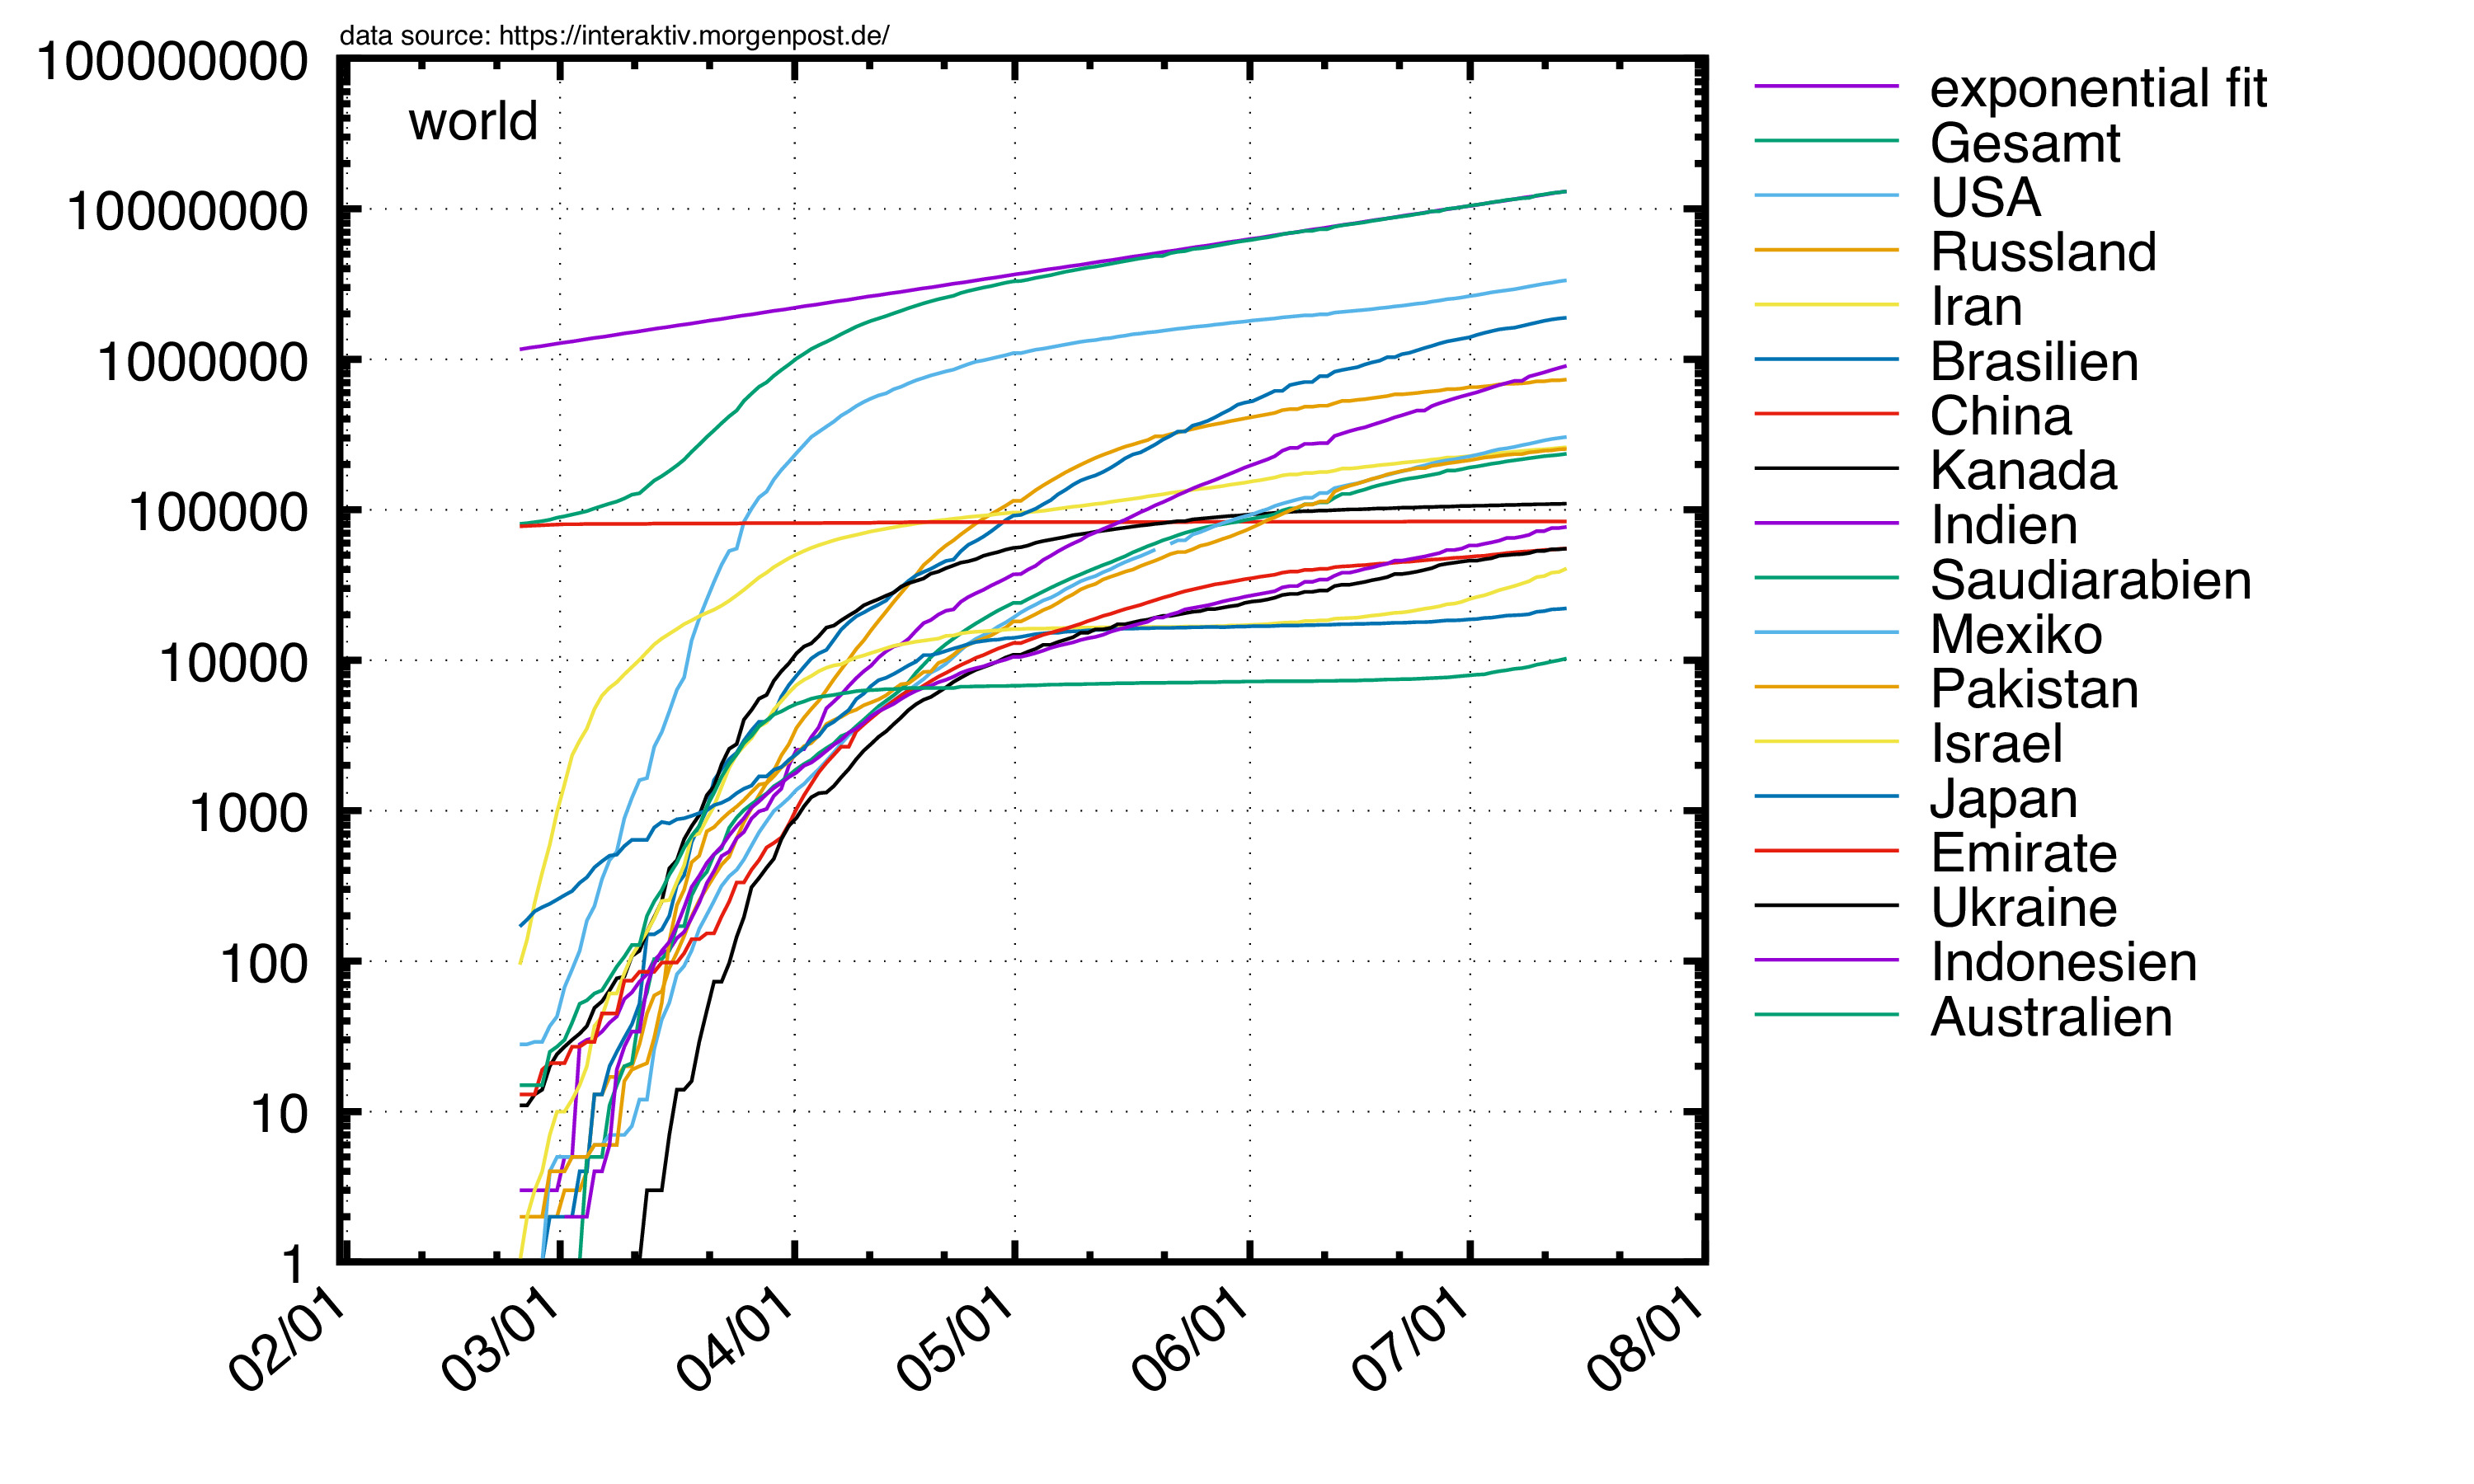 data source: https://interaktiv.morgenpost.de/
100000000
10000000
1000000
100000
10000
1000
100
10
1
world
02/01
03/01
04/01
05/01
06/01
07/01
08/01
exponential fit
Gesamt
USA
Russland
Iran
Brasilien
China
Kanada
Indien
Saudiarabien
Mexiko
Pakistan
Israel
Japan
Emirate
Ukraine
Indonesien
Australien